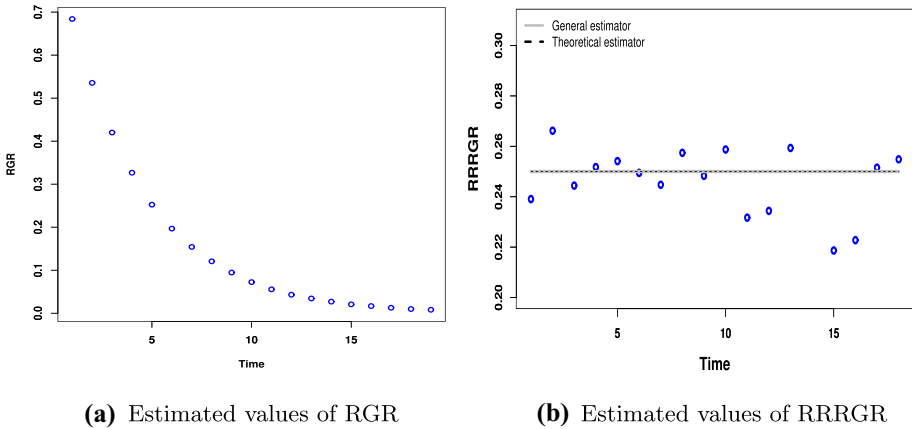 0.7
0.6
0.5
0.4
0.3
0.2
0.1
0.0
RGR
5
10
15
Time
(a) Estimated values of RGR
General estimator
Theoretical estimator
0.30
0.28
0.26
0.24
0.22
0.20
RRRGR
5
10
15
Time
(b) Estimated values of RRRGR